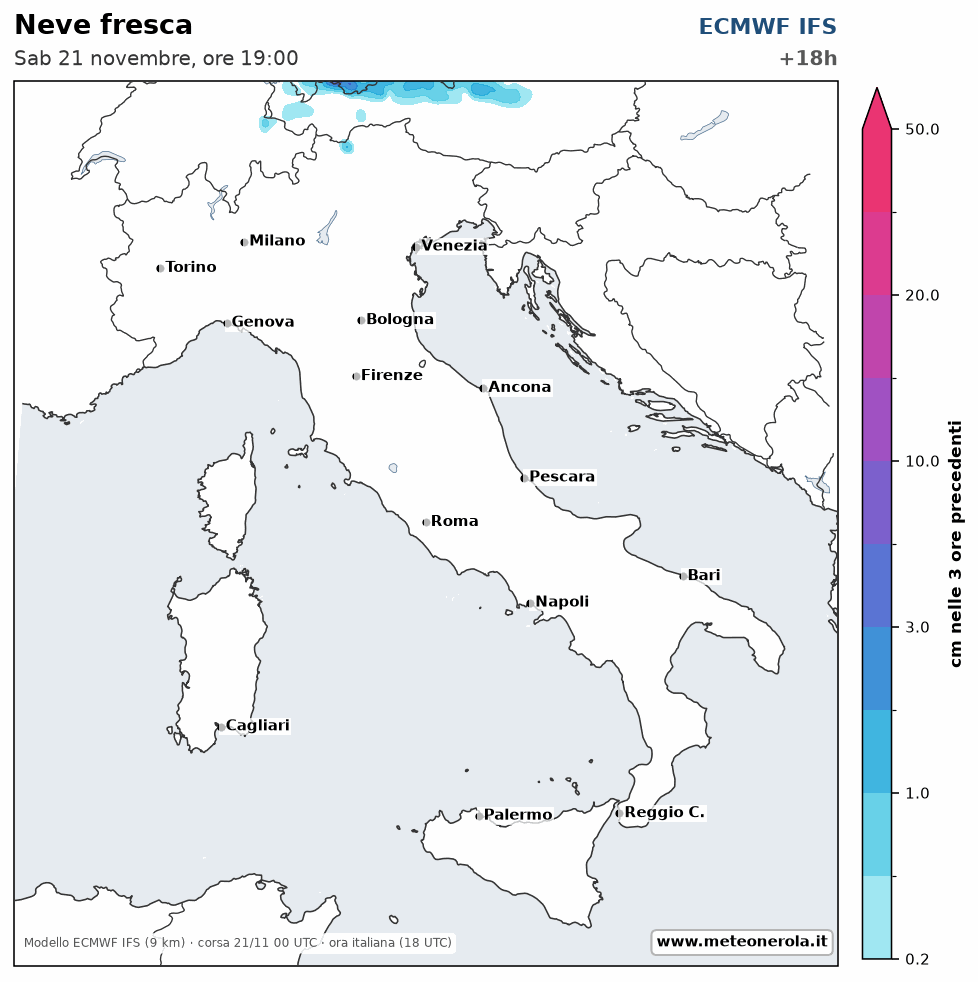 Neve fresca
ECMWF IFS
Sab 21 novembre, ore 19:00
+18h
Milano
Venezia
Torino
Genova
Bologna
Firenze
Ancona
Pescara
Roma
Bari
Napoli
Cagliari
Palermo
Reggio C.
50.0
20.0
10.0
3.0
1.0
0.2
cm nelle 3 ore precedenti
Modello ECMWF IFS (9 km) · corsa 21/11 00 UTC · ora italiana (18 UTC)
www.meteonerola.it